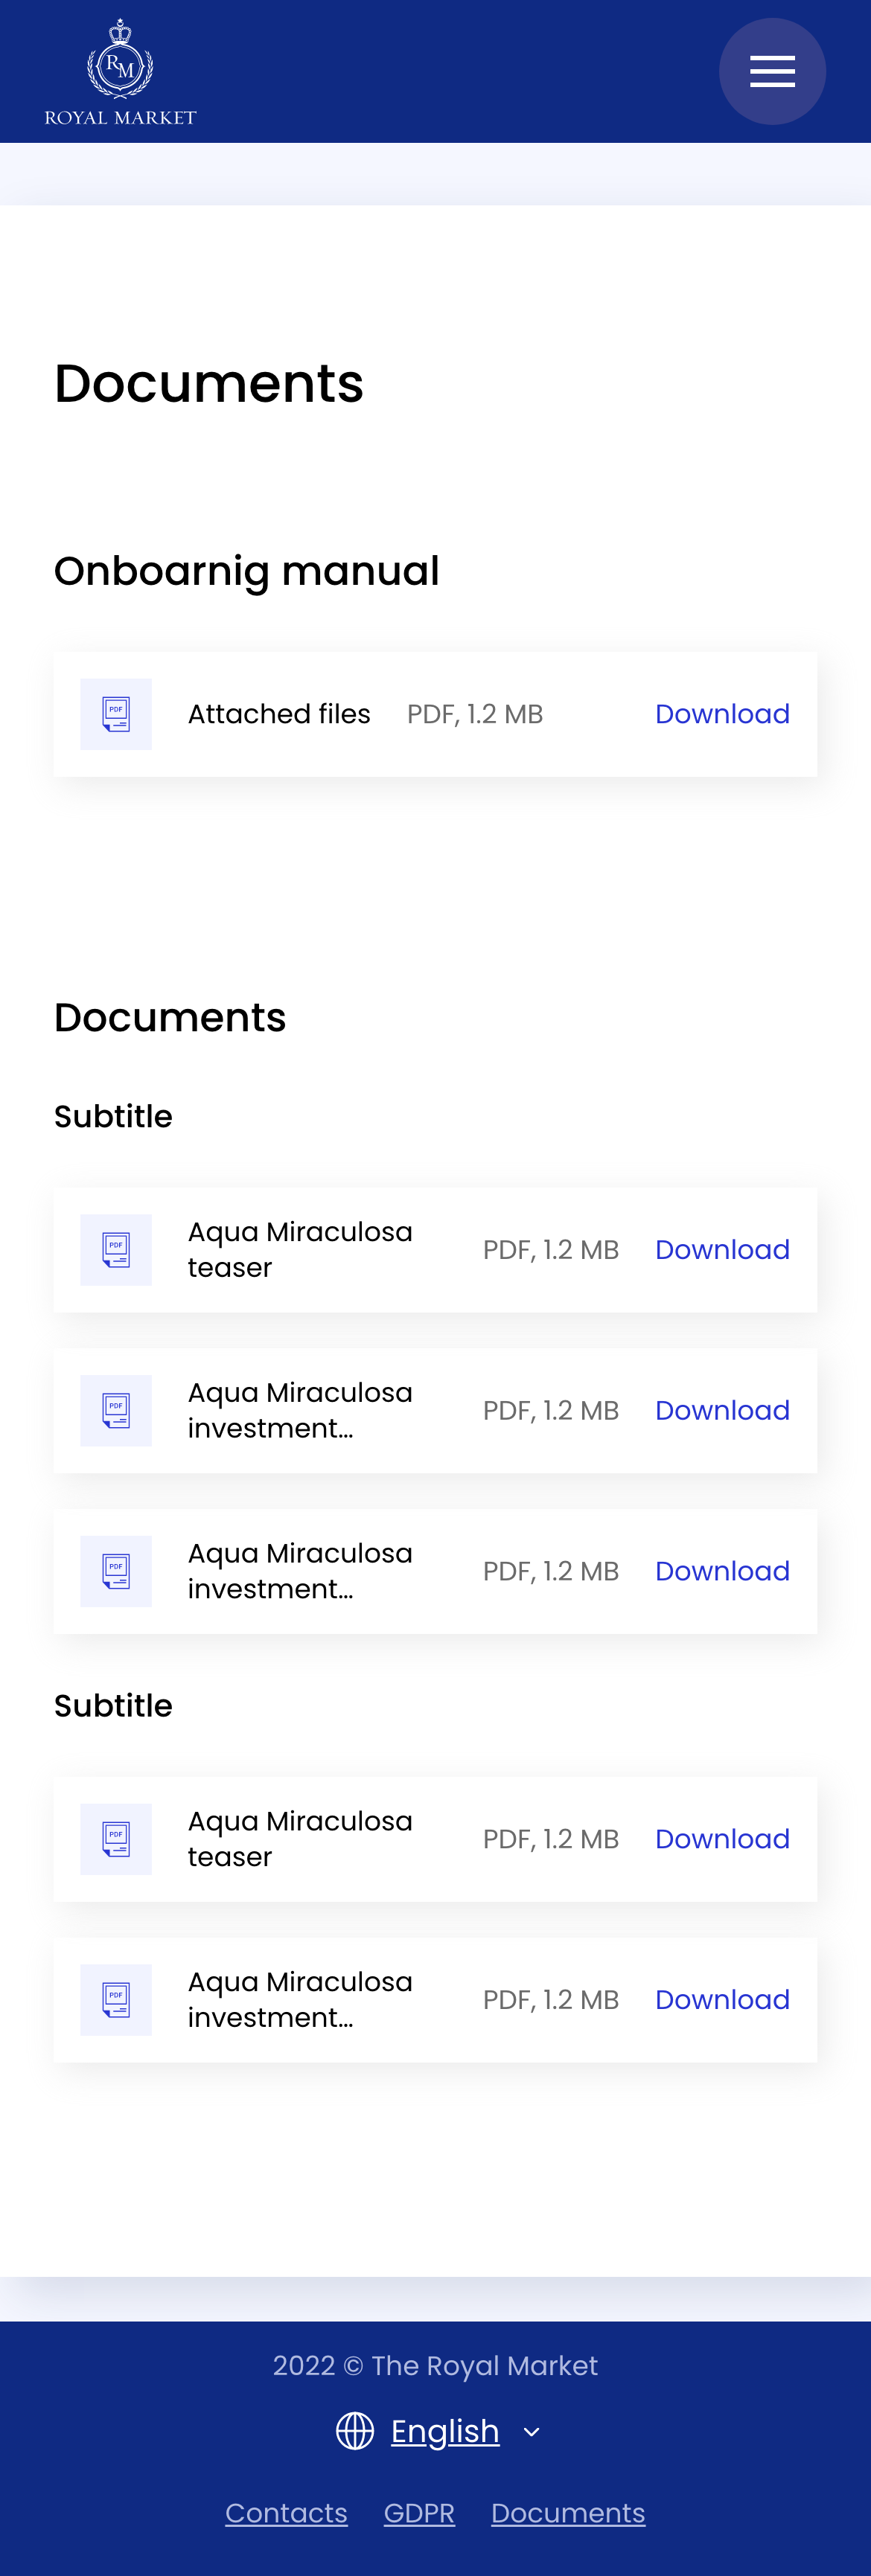 RM
ROYAL MARKET
Documents
Onboarnig manual
PDF
Attached files PDF, 1.2 MB Download
Documents
Subtitle
PDF
Aqua Miraculosa
teaser
PDF, 1.2 MB Download
PDF
Aqua Miraculosa
investment...
PDF, 1.2 MB Download
PDF
Aqua Miraculosa
investment...
PDF, 1.2 MB Download
Subtitle
PDF
Aqua Miraculosa
teaser
PDF, 1.2 MB Download
PDF
Aqua Miraculosa
investment...
PDF, 1.2 MB Download
2022 © The Royal Market
English
Contacts GDPR Documents